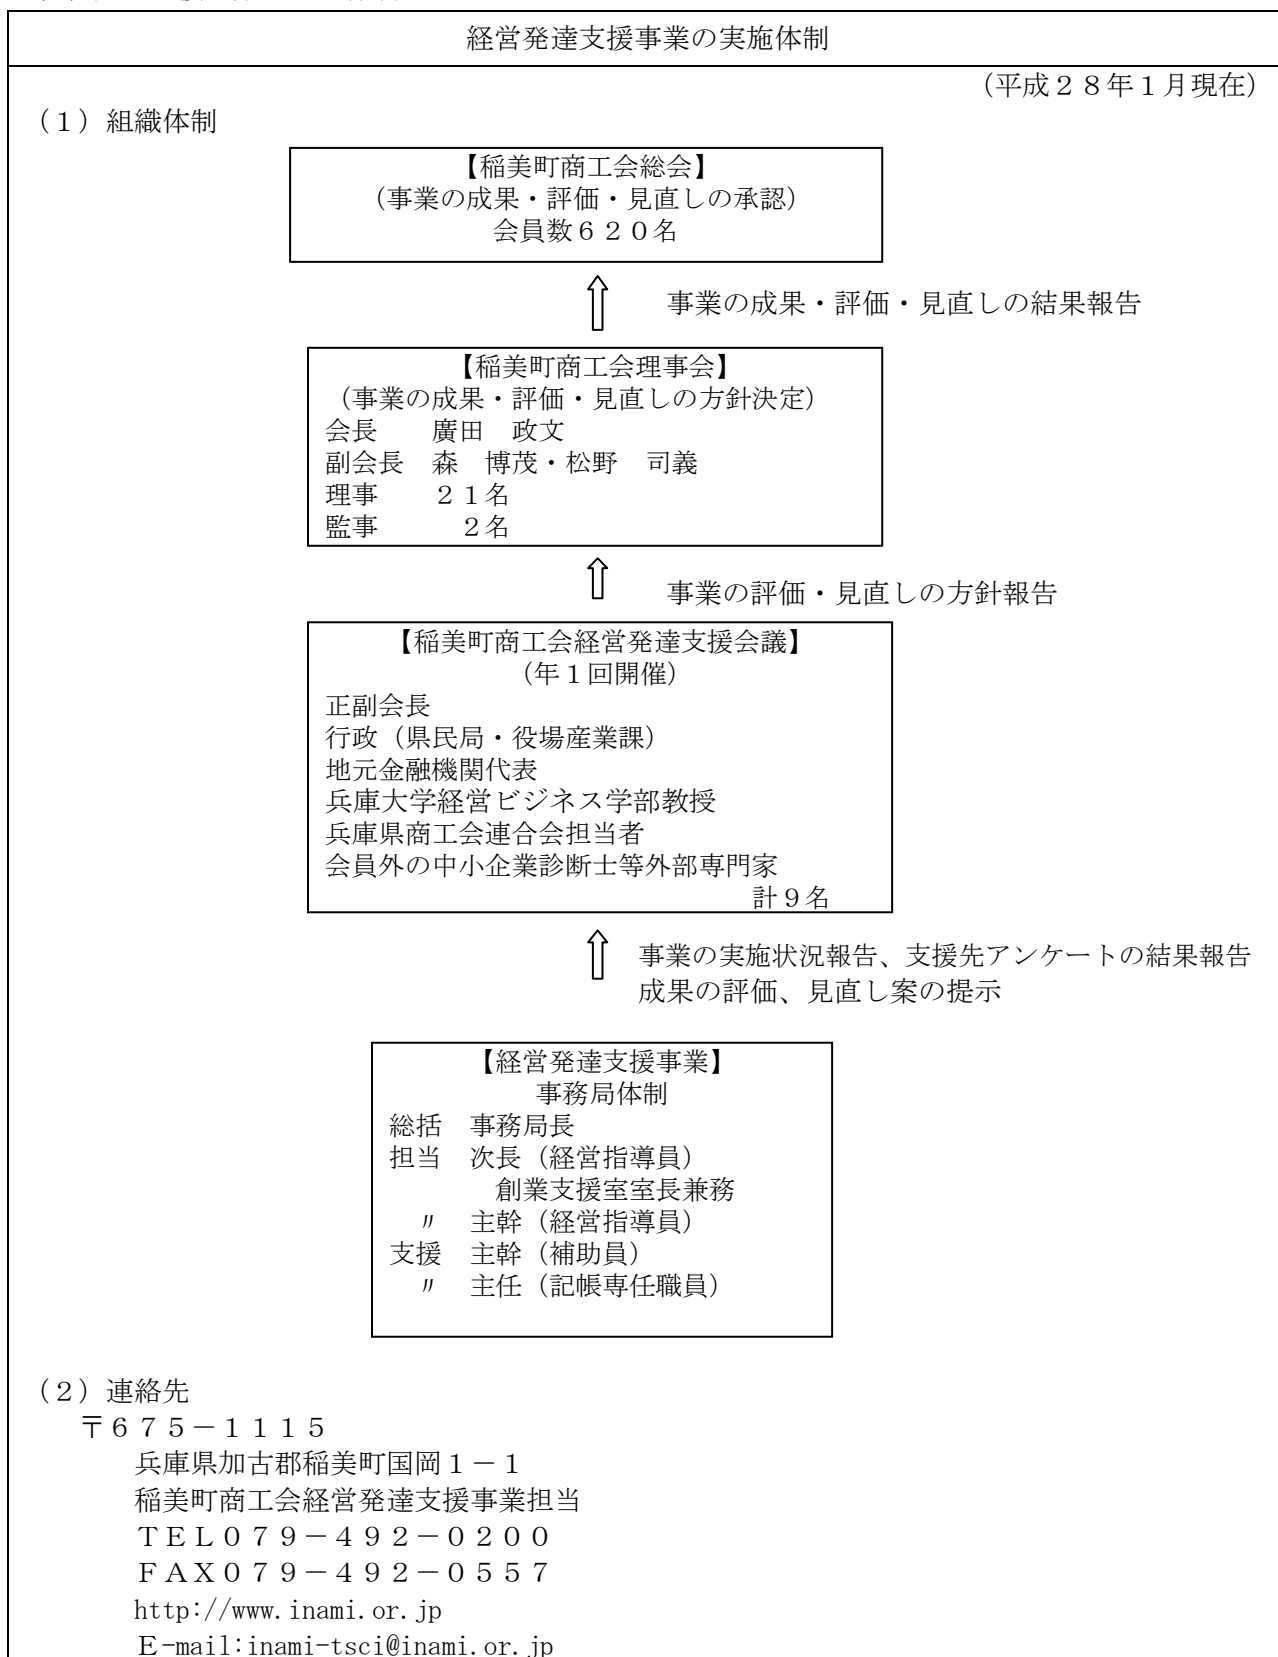 経営発達支援事業の実施体制
（平成２８年１月現在）
（１）組織体制
【稲美町商工会総会】
（事業の成果・評価・見直しの承認）
会員数６２０名
事業の成果・評価・見直しの結果報告
【稲美町商工会理事会】
（事業の成果・評価・見直しの方針決定）
会長　　廣田　政文
副会長　森　博茂・松野　司義
理事　　２１名
監事　　　２名
事業の評価・見直しの方針報告
【稲美町商工会経営発達支援会議】
（年１回開催）
正副会長
行政（県民局・役場産業課）
地元金融機関代表
兵庫大学経営ビジネス学部教授
兵庫県商工会連合会担当者
会員外の中小企業診断士等外部専門家
計９名
事業の実施状況報告、支援先アンケートの結果報告
成果の評価、見直し案の提示
【経営発達支援事業】
事務局体制
総括　事務局長
担当　次長（経営指導員）
創業支援室室長兼務
〃　主幹（経営指導員）
支援　主幹（補助員）
〃　主任（記帳専任職員）
（２）連絡先
〒６７５－１１１５
兵庫県加古郡稲美町国岡１－１
稲美町商工会経営発達支援事業担当
ＴＥＬ０７９－４９２－０２００
ＦＡＸ０７９－４９２－０５５７
http://www.inami.or.jp
Ｅ-mail:inami-tsci@inami.or.jp